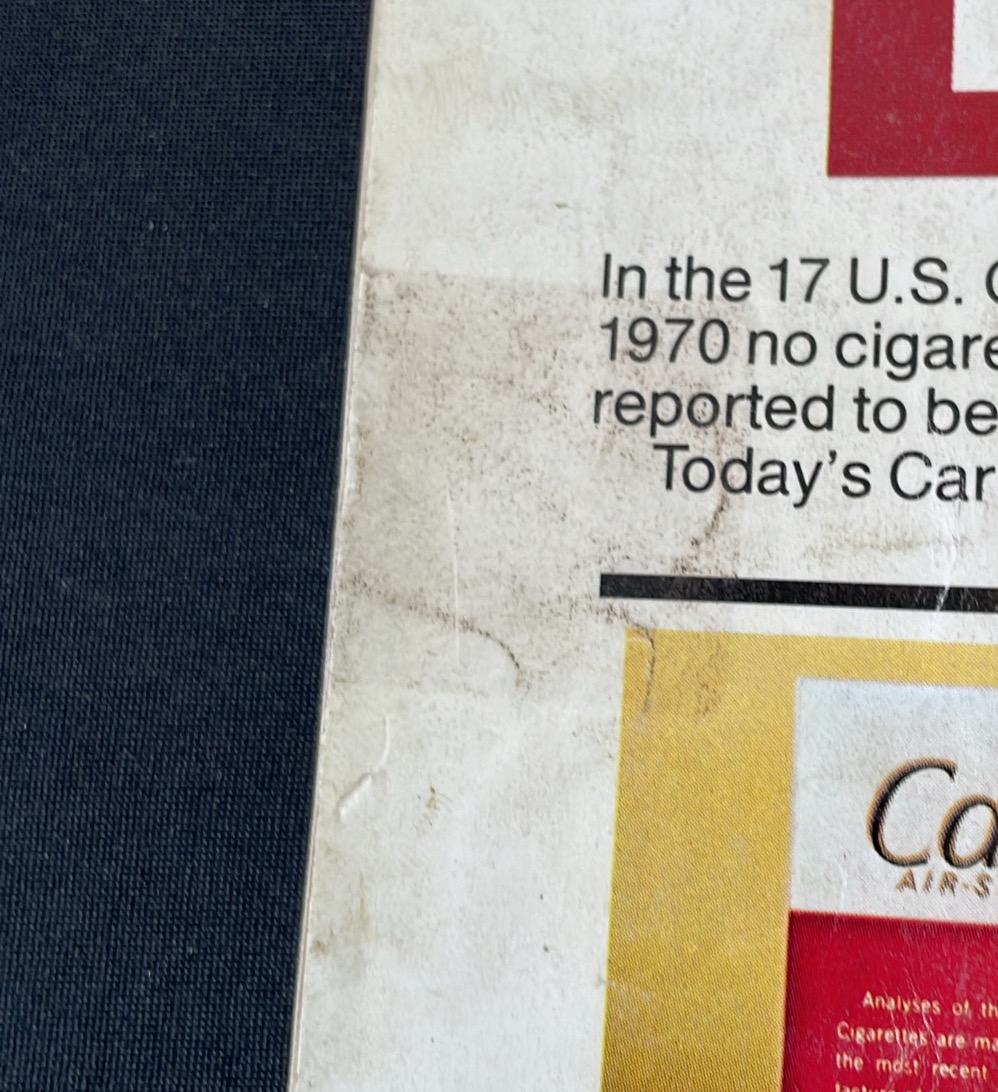 In the 17 U.S.
1970 no cigare
reported to be
Today's Car
Ca
AIR-S
Analyses of th
Cigarettes are ma
the most recent